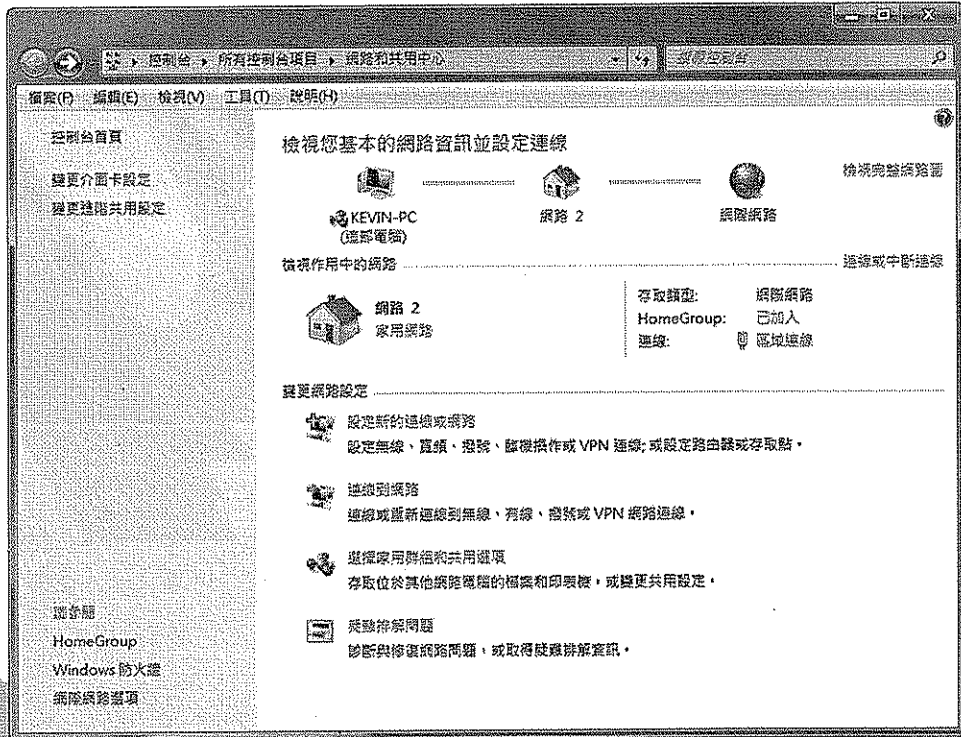 控制台 ▸ 所有控制台項目 ▸ 網路和共用中心
搜尋控制台
檔案(F) 編輯(E) 檢視(V) 工具(T) 說明(H)
控制台首頁
變更介面卡設定
變更進階共用設定
檢視您基本的網路資訊並設定連線
檢視完整網路圖
KEVIN-PC
(這部電腦)
網路 2
網際網路
檢視作用中的網路
連線或中斷連線
網路 2
家用網路
存取類型: 網際網路
HomeGroup: 已加入
連線: 區域連線
變更網路設定
設定新的連線或網路
設定無線、寬頻、撥號、臨機操作或 VPN 連線; 或設定路由器或存取點。
連線到網路
連線或重新連線到無線、有線、撥號或 VPN 網路連線。
選擇家用群組和共用選項
存取位於其他網路電腦的檔案和印表機，或變更共用設定。
疑難排解問題
診斷與修復網路問題，或取得疑難排解資訊。
請參閱
HomeGroup
Windows 防火牆
網際網路選項